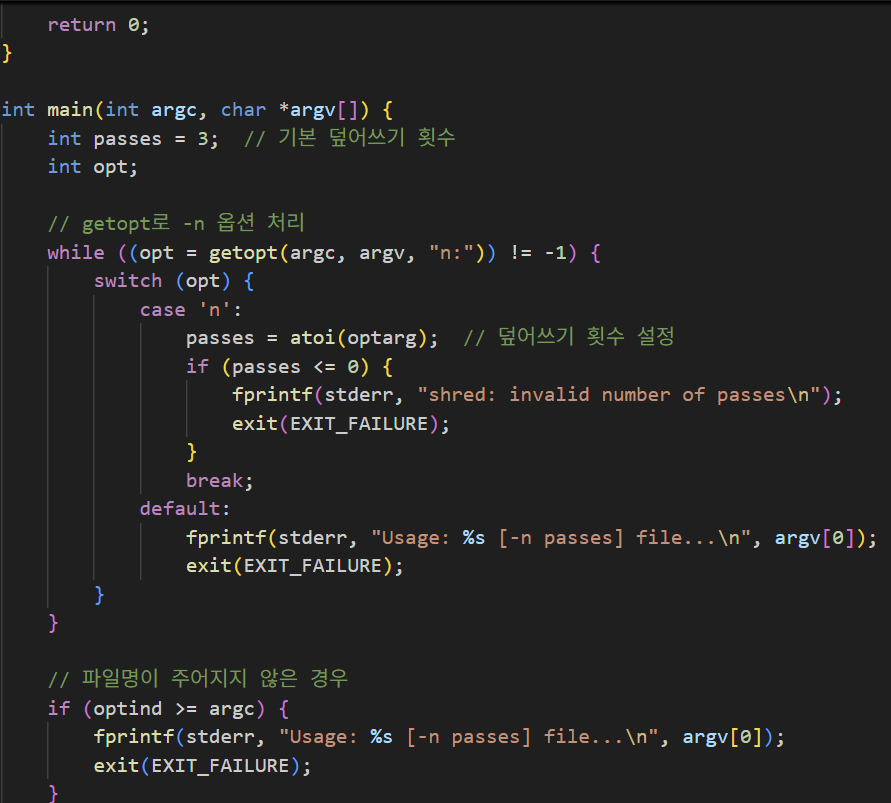 return 0;
}
int main(int argc, char *argv[]) {
int passes = 3;  // 기본 덮어쓰기 횟수
int opt;
// getopt로 -n 옵션 처리
while ((opt = getopt(argc, argv, "n:")) != -1) {
switch (opt) {
case 'n':
passes = atoi(optarg);  // 덮어쓰기 횟수 설정
if (passes <= 0) {
fprintf(stderr, "shred: invalid number of passes\n");
exit(EXIT_FAILURE);
}
break;
default:
fprintf(stderr, "Usage: %s [-n passes] file...\n", argv[0]);
exit(EXIT_FAILURE);
}
}
// 파일명이 주어지지 않은 경우
if (optind >= argc) {
fprintf(stderr, "Usage: %s [-n passes] file...\n", argv[0]);
exit(EXIT_FAILURE);
}